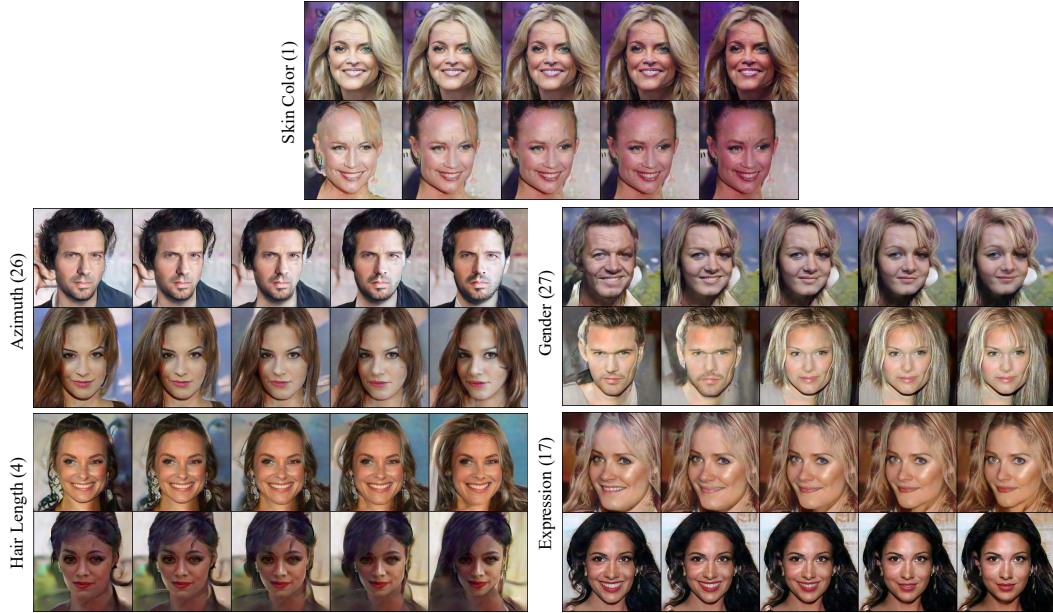 Skin Color (1)
Azimuth (26)
Gender (27)
Hair Length (4)
Expression (17)